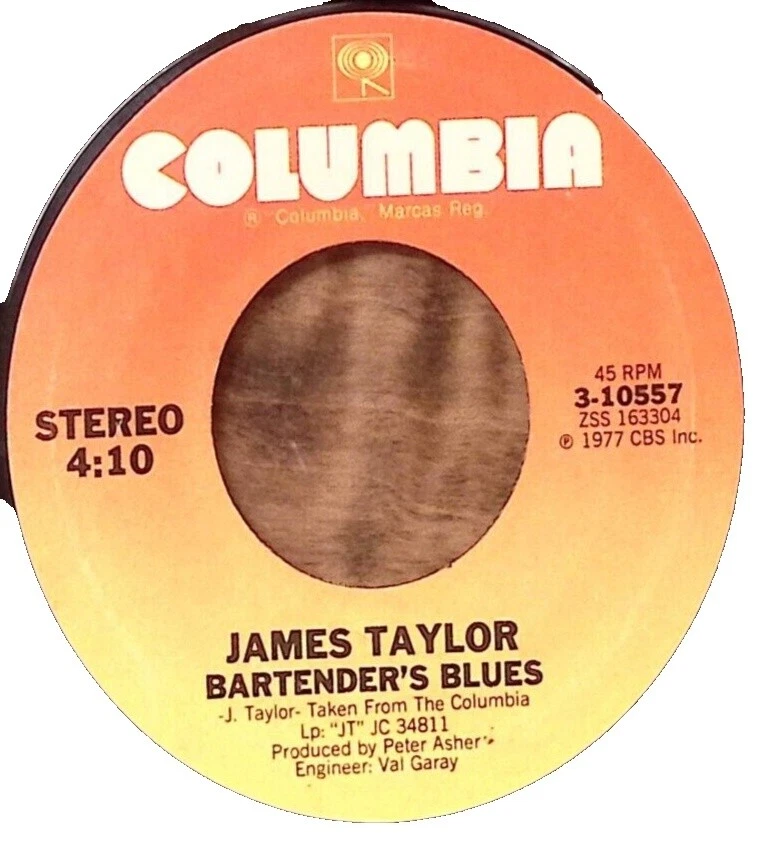 COLUMBIA
® Columbia, Marcas Reg.
STEREO
4:10
45 RPM
3-10557
ZSS 163304
℗ 1977 CBS Inc.
JAMES TAYLOR
BARTENDER'S BLUES
-J. Taylor- Taken From The Columbia
Lp: "JT" JC 34811
Produced by Peter Asher
Engineer: Val Garay